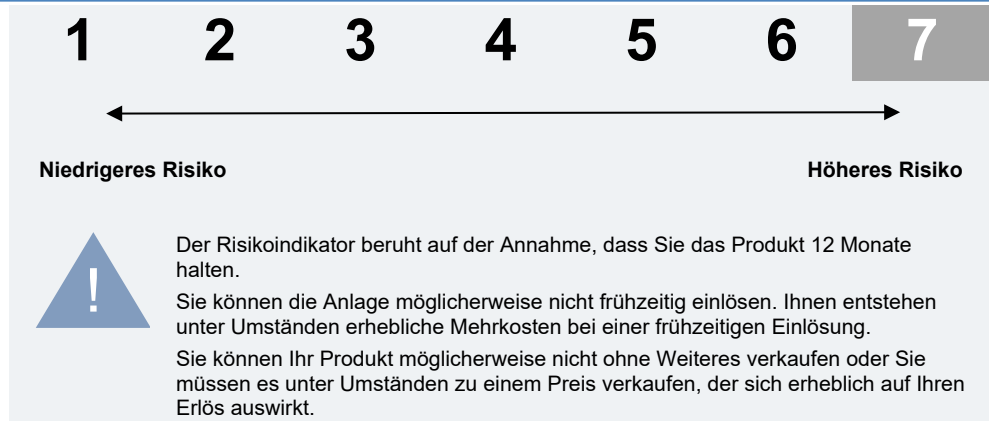 1 2 3 4 5 6 7
Niedrigeres Risiko Höheres Risiko
!
Der Risikoindikator beruht auf der Annahme, dass Sie das Produkt 12 Monate
halten.
Sie können die Anlage möglicherweise nicht frühzeitig einlösen. Ihnen entstehen
unter Umständen erhebliche Mehrkosten bei einer frühzeitigen Einlösung.
Sie können Ihr Produkt möglicherweise nicht ohne Weiteres verkaufen oder Sie
müssen es unter Umständen zu einem Preis verkaufen, der sich erheblich auf Ihren
Erlös auswirkt.